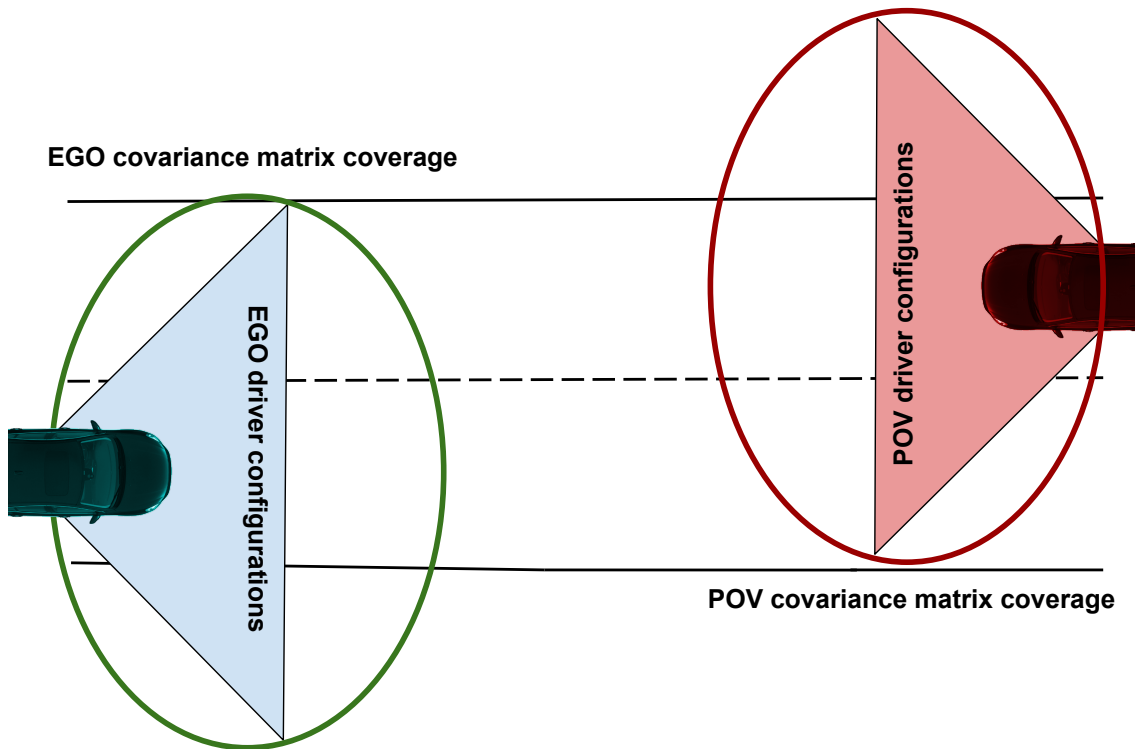 EGO covariance matrix coverage
POV driver configurations
EGO driver configurations
POV covariance matrix coverage